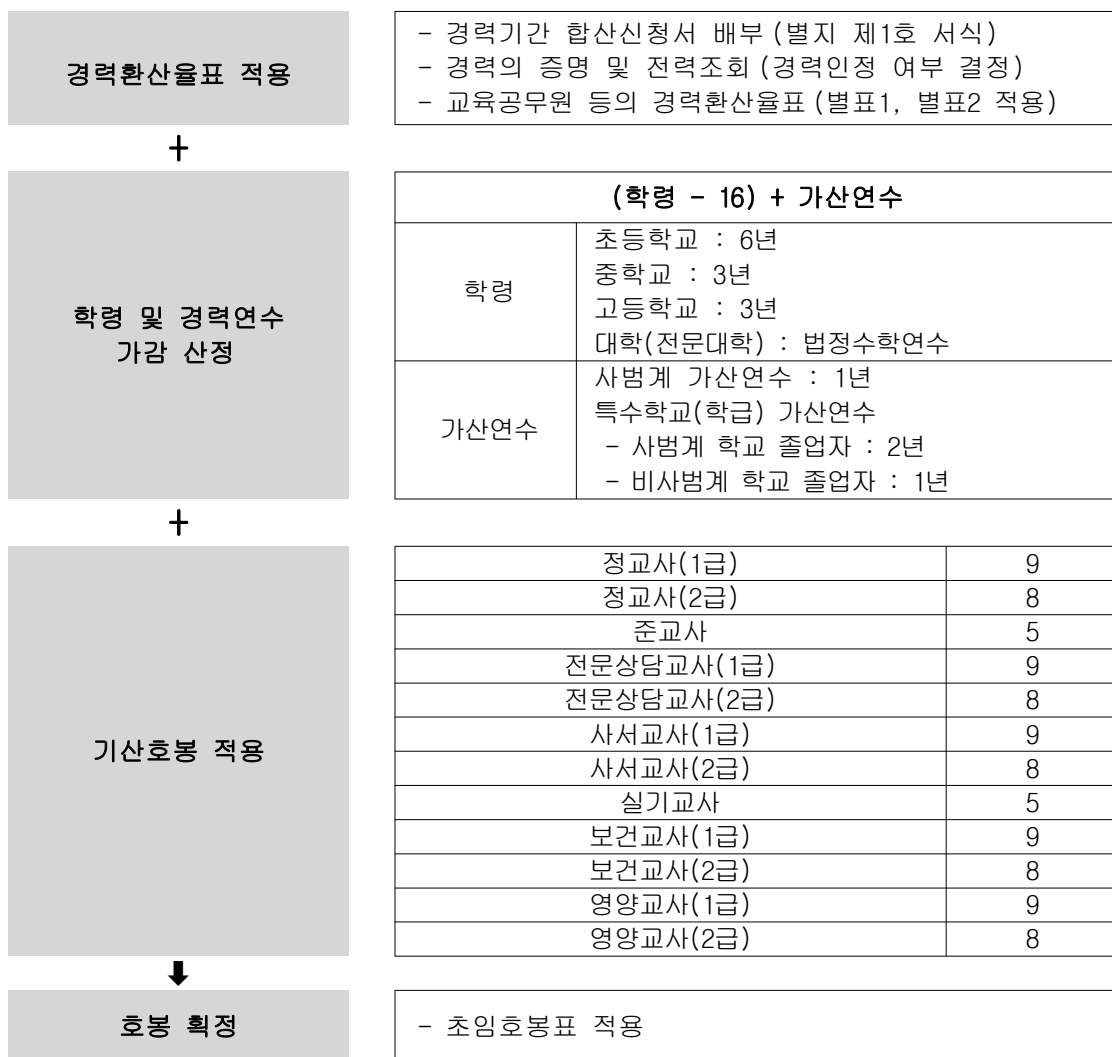 경력환산율표 적용
- 경력기간 합산신청서 배부(별지 제1호 서식)
- 경력의 증명 및 전력조회(경력인정 여부 결정)
- 교육공무원 등의 경력환산율표(별표1, 별표2 적용)
+
학령 및 경력연수
가감 산정
(학령 - 16) + 가산연수
학령
초등학교 : 6년
중학교 : 3년
고등학교 : 3년
대학(전문대학) : 법정수학연수
가산연수
사범계 가산연수 : 1년
특수학교(학급) 가산연수
- 사범계 학교 졸업자 : 2년
- 비사범계 학교 졸업자 : 1년
+
기산호봉 적용
정교사(1급) 9
정교사(2급) 8
준교사 5
전문상담교사(1급) 9
전문상담교사(2급) 8
사서교사(1급) 9
사서교사(2급) 8
실기교사 5
보건교사(1급) 9
보건교사(2급) 8
영양교사(1급) 9
영양교사(2급) 8
호봉 획정
- 초임호봉표 적용